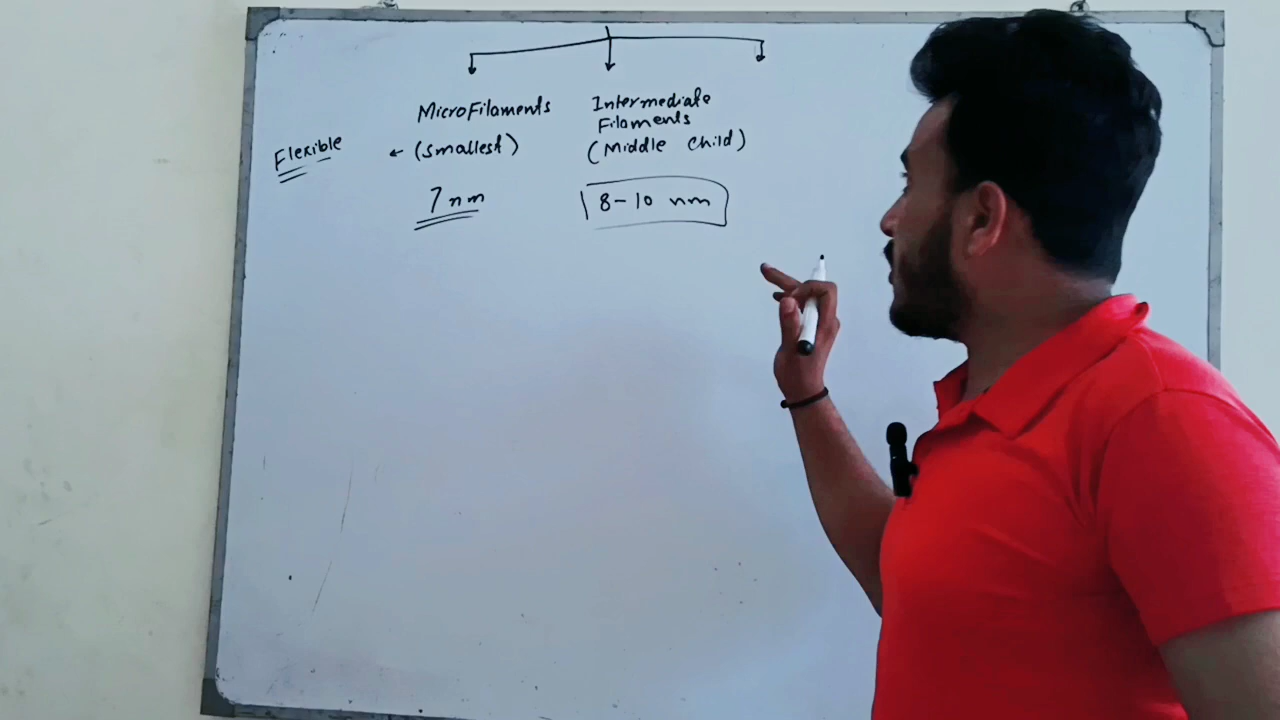 MicroFilaments
Intermediate
Filaments
Flexible
← (Smallest)
(Middle Child)
7 nm
8-10 nm